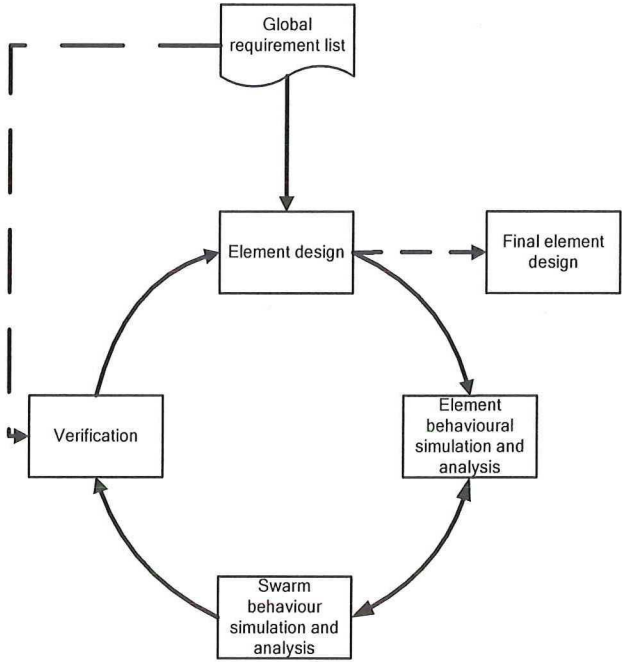 Global
requirement list
Element design
Final element
design
Verification
Element
behavioural
simulation and
analysis
Swarm
behaviour
simulation and
analysis